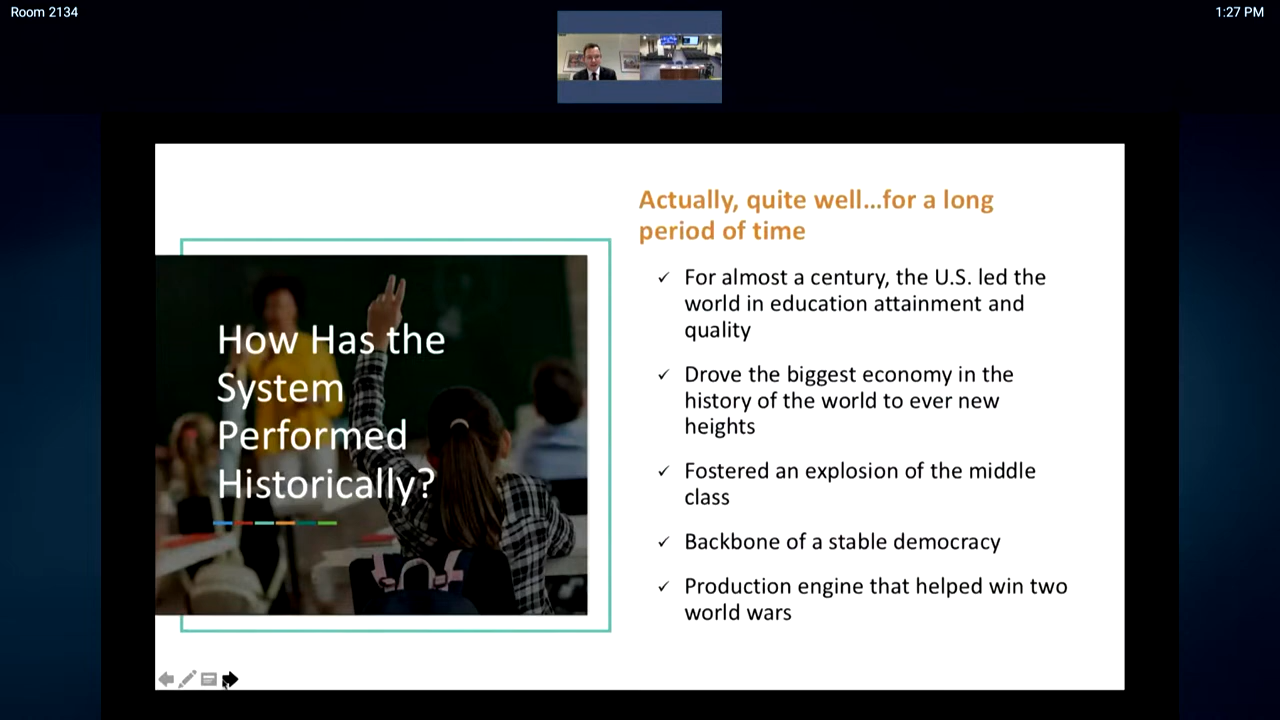 Room 2134
1:27 PM
How Has the
System
Performed
Historically?
Actually, quite well…for a long
period of time
✓ For almost a century, the U.S. led the
world in education attainment and
quality
✓ Drove the biggest economy in the
history of the world to ever new
heights
✓ Fostered an explosion of the middle
class
✓ Backbone of a stable democracy
✓ Production engine that helped win two
world wars